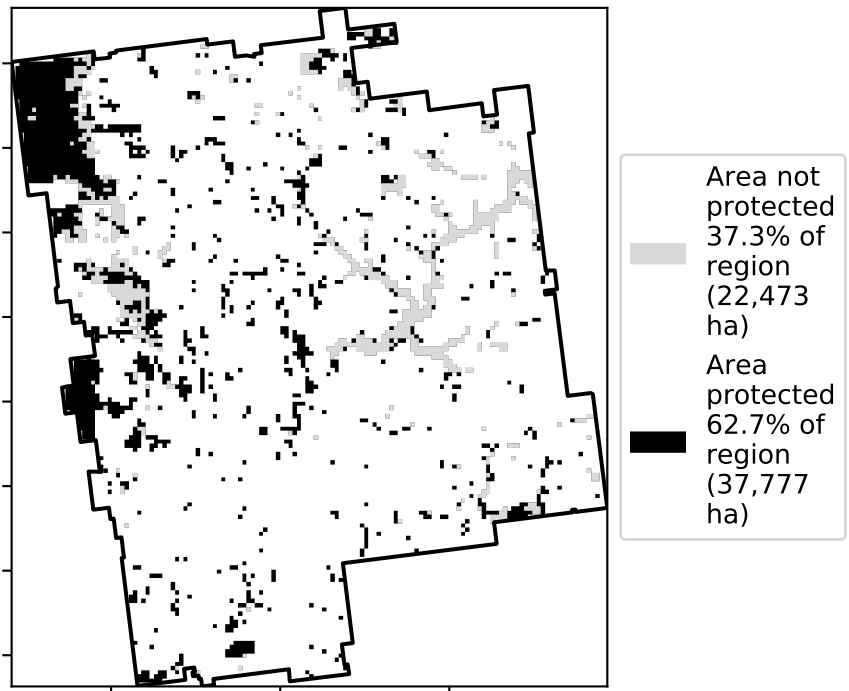 Area not
protected
37.3% of
region
(22,473
ha)
Area
protected
62.7% of
region
(37,777
ha)